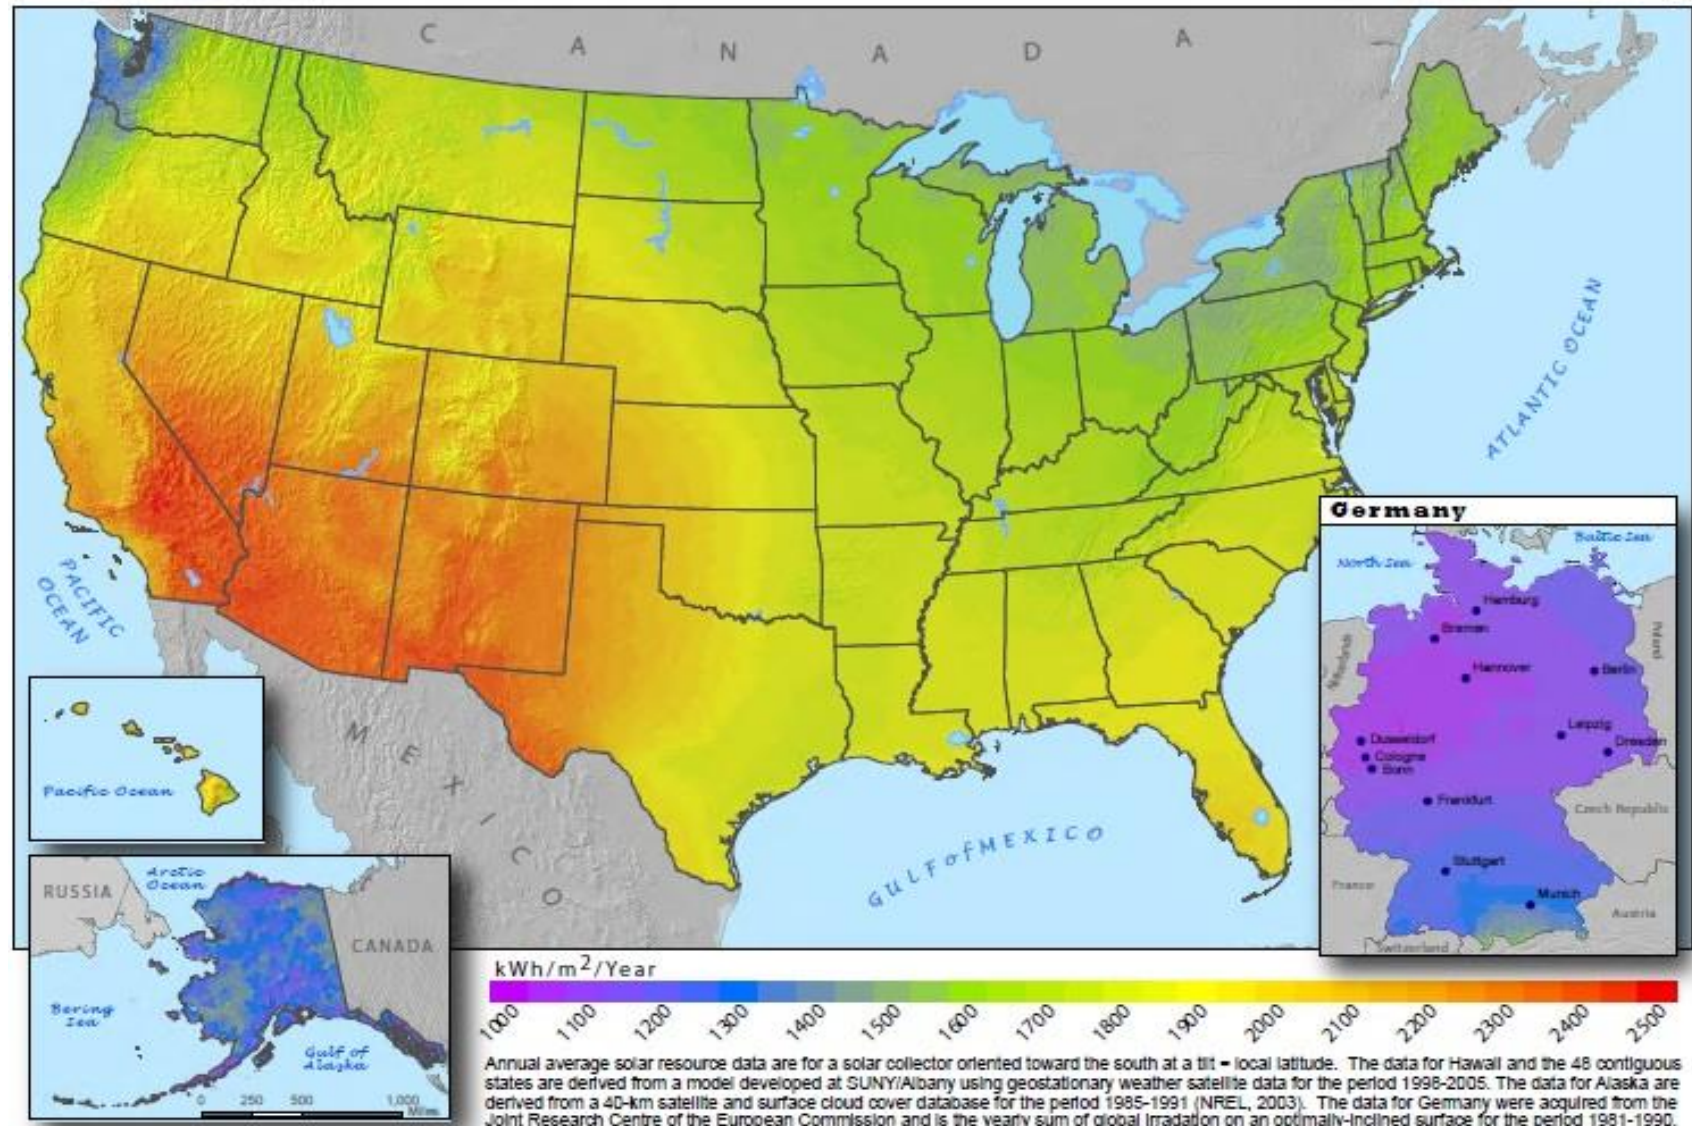 C A N A D A
ATLANTIC OCEAN
PACIFIC
OCEAN
MEXICO
GULF of MEXICO
Pacific Ocean
Arctic
Ocean
RUSSIA
CANADA
Bering
Sea
Gulf of
Alaska
0 250 500 1,000
Miles
Germany
Baltic Sea
North Sea
Hamburg
Bremen
Poland
Netherlands
Hannover
Berlin
Leipzig
Dusseldorf
Dresden
Cologne
Bonn
Frankfurt
Czech Republic
Stuttgart
France
Munich
Austria
Switzerland
kWh/m²/Year
1000 1100 1200 1300 1400 1500 1600 1700 1800 1900 2000 2100 2200 2300 2400 2500
Annual average solar resource data are for a solar collector oriented toward the south at a tilt = local latitude. The data for Hawaii and the 48 contiguous
states are derived from a model developed at SUNY/Albany using geostationary weather satellite data for the period 1998-2005. The data for Alaska are
derived from a 40-km satellite and surface cloud cover database for the period 1985-1991 (NREL, 2003). The data for Germany were acquired from the
Joint Research Centre of the European Commission and is the yearly sum of global irradation on an optimally-inclined surface for the period 1981-1990.